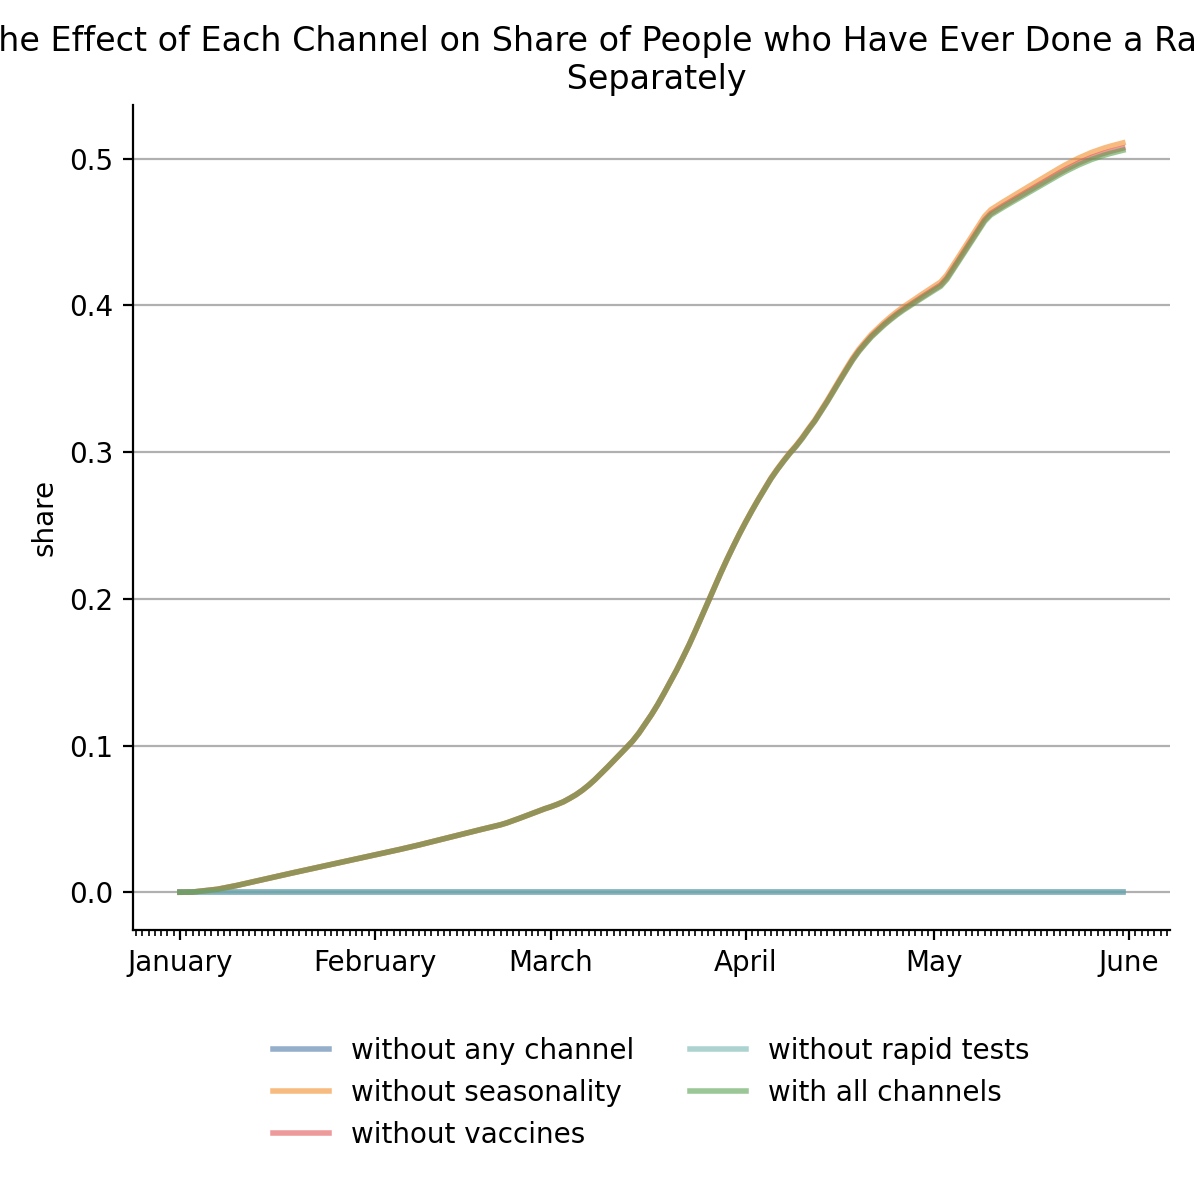 he Effect of Each Channel on Share of People who Have Ever Done a Ra
Separately
0.5
0.4
0.3
0.2
0.1
0.0
share
January February March April May June
without any channel
without seasonality
without vaccines
without rapid tests
with all channels